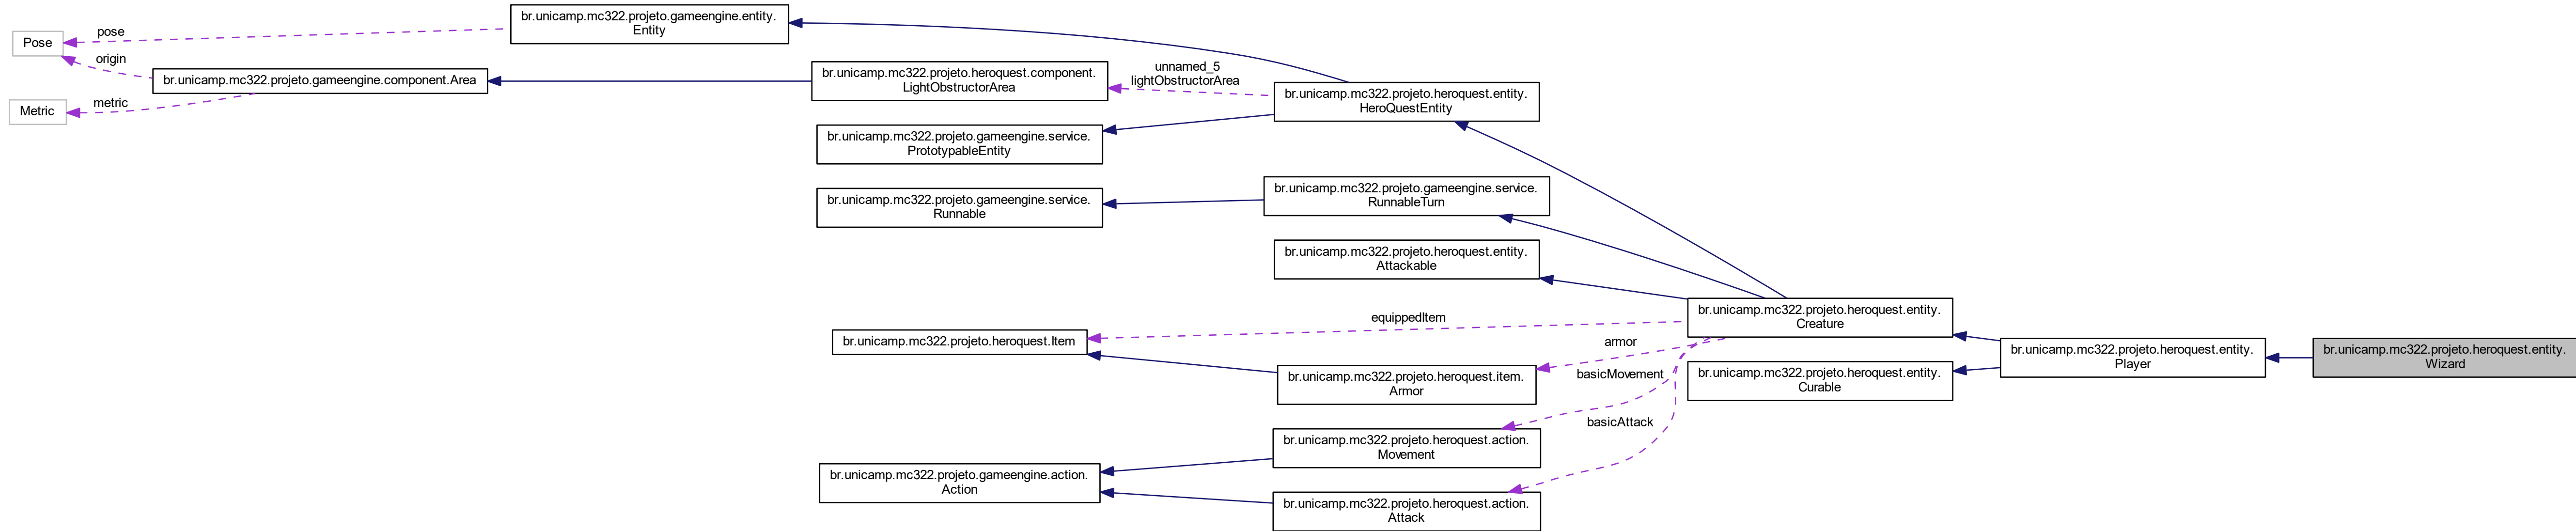 br.unicamp.mc322.projeto.gameengine.entity.
Entity
pose
Pose
origin
br.unicamp.mc322.projeto.gameengine.component.Area
metric
Metric
br.unicamp.mc322.projeto.heroquest.component.
LightObstructorArea
unnamed_5
lightObstructorArea
br.unicamp.mc322.projeto.heroquest.entity.
HeroQuestEntity
br.unicamp.mc322.projeto.gameengine.service.
PrototypableEntity
br.unicamp.mc322.projeto.gameengine.service.
Runnable
br.unicamp.mc322.projeto.gameengine.service.
RunnableTurn
br.unicamp.mc322.projeto.heroquest.entity.
Attackable
equippedItem
br.unicamp.mc322.projeto.heroquest.entity.
Creature
br.unicamp.mc322.projeto.heroquest.Item
armor
br.unicamp.mc322.projeto.heroquest.item.
Armor
basicMovement
br.unicamp.mc322.projeto.heroquest.entity.
Curable
br.unicamp.mc322.projeto.heroquest.entity.
Player
br.unicamp.mc322.projeto.heroquest.entity.
Wizard
basicAttack
br.unicamp.mc322.projeto.heroquest.action.
Movement
br.unicamp.mc322.projeto.gameengine.action.
Action
br.unicamp.mc322.projeto.heroquest.action.
Attack